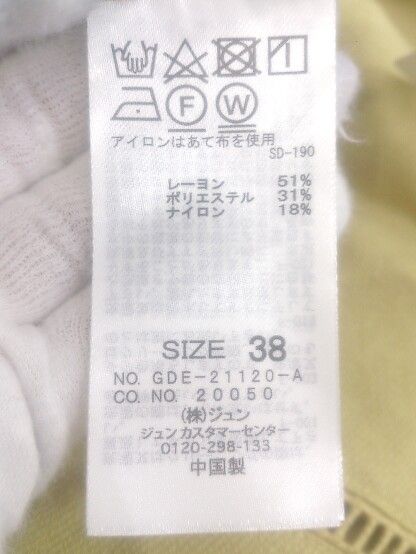 F W
アイロンはあて布を使用
SD-190
レーヨン 51%
ポリエステル 31%
ナイロン 18%
SIZE 38
NO. GDE-21120-A
CO. NO. 20050
(株)ジュン
ジュン カスタマーセンター
0120-298-133
中国製